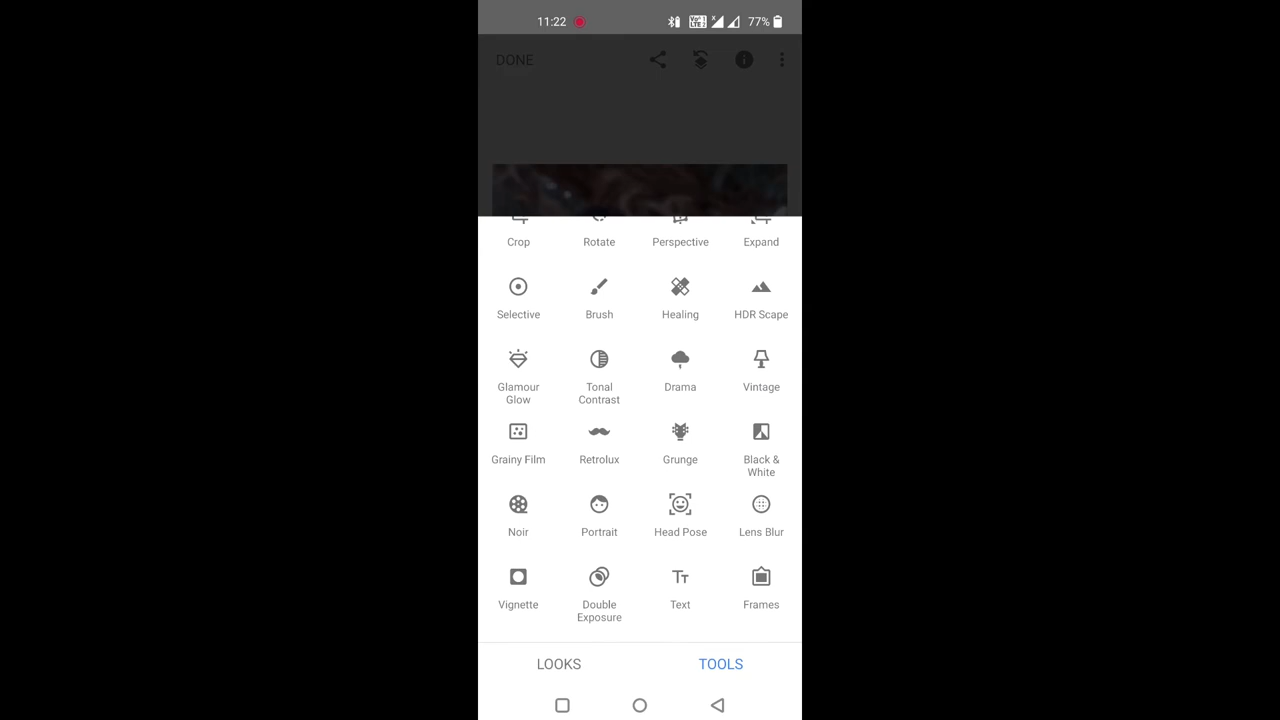 11:22 77%
DONE
Crop Rotate Perspective Expand
Selective Brush Healing HDR Scape
Glamour Glow Tonal Contrast Drama Vintage
Grainy Film Retrolux Grunge Black & White
Noir Portrait Head Pose Lens Blur
Vignette Double Exposure Text Frames
LOOKS TOOLS